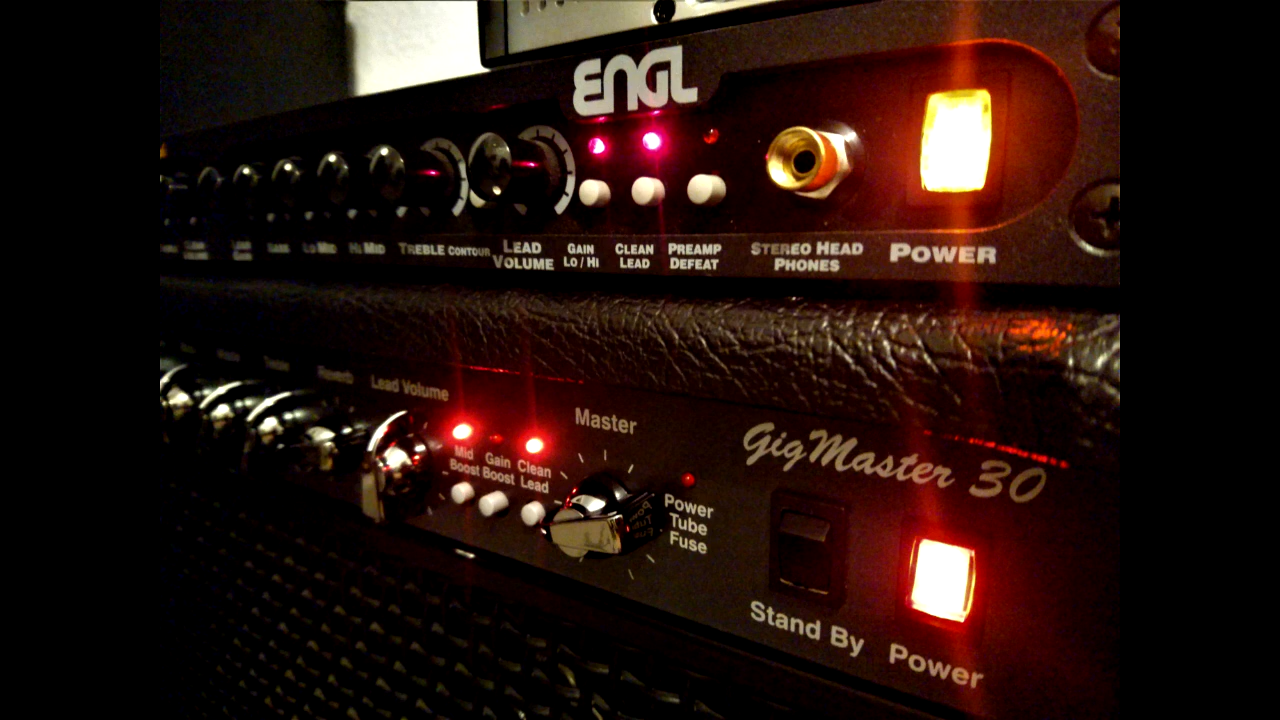 ENGL
LO MID
HI MID
TREBLE CONTOUR
LEAD
VOLUME
GAIN
LO / HI
CLEAN
LEAD
PREAMP
DEFEAT
STEREO HEAD
PHONES
POWER
Reverb
Lead Volume
Mid
Boost
Gain
Boost
Clean
Lead
Master
Power
Tube
Fuse
GigMaster 30
Stand By
Power